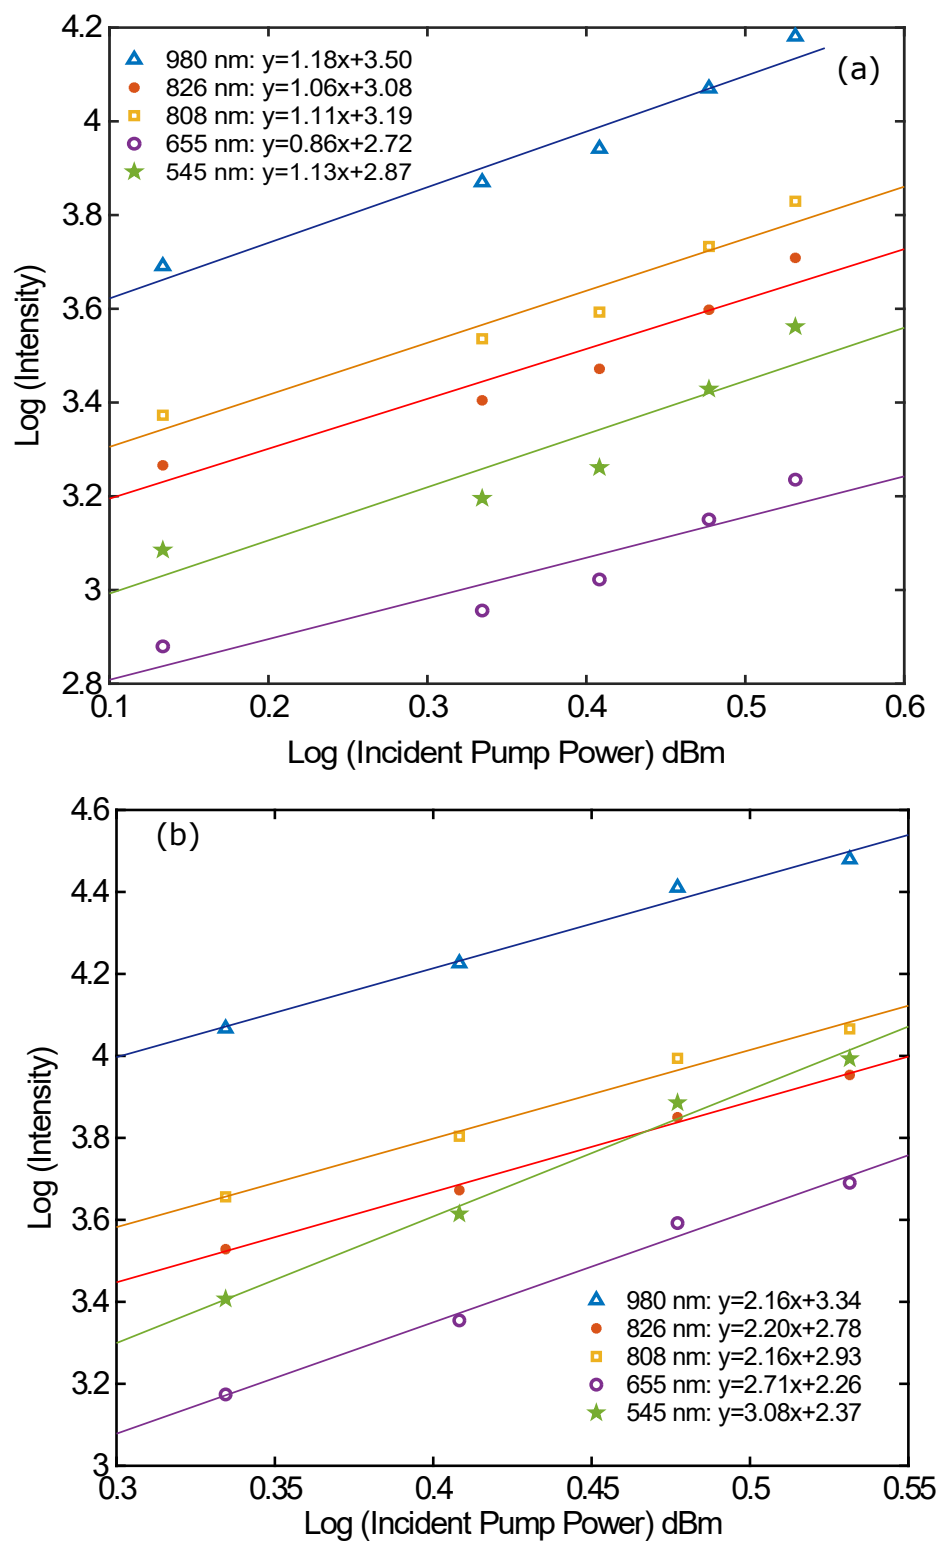 4.2
4
3.8
3.6
3.4
3.2
3
2.8
Log (Intensity)
980 nm: y=1.18x+3.50
826 nm: y=1.06x+3.08
808 nm: y=1.11x+3.19
655 nm: y=0.86x+2.72
545 nm: y=1.13x+2.87
(a)
0.1 0.2 0.3 0.4 0.5 0.6
Log (Incident Pump Power) dBm
4.6
4.4
4.2
4
3.8
3.6
3.4
3.2
3
Log (Intensity)
(b)
980 nm: y=2.16x+3.34
826 nm: y=2.20x+2.78
808 nm: y=2.16x+2.93
655 nm: y=2.71x+2.26
545 nm: y=3.08x+2.37
0.3 0.35 0.4 0.45 0.5 0.55
Log (Incident Pump Power) dBm